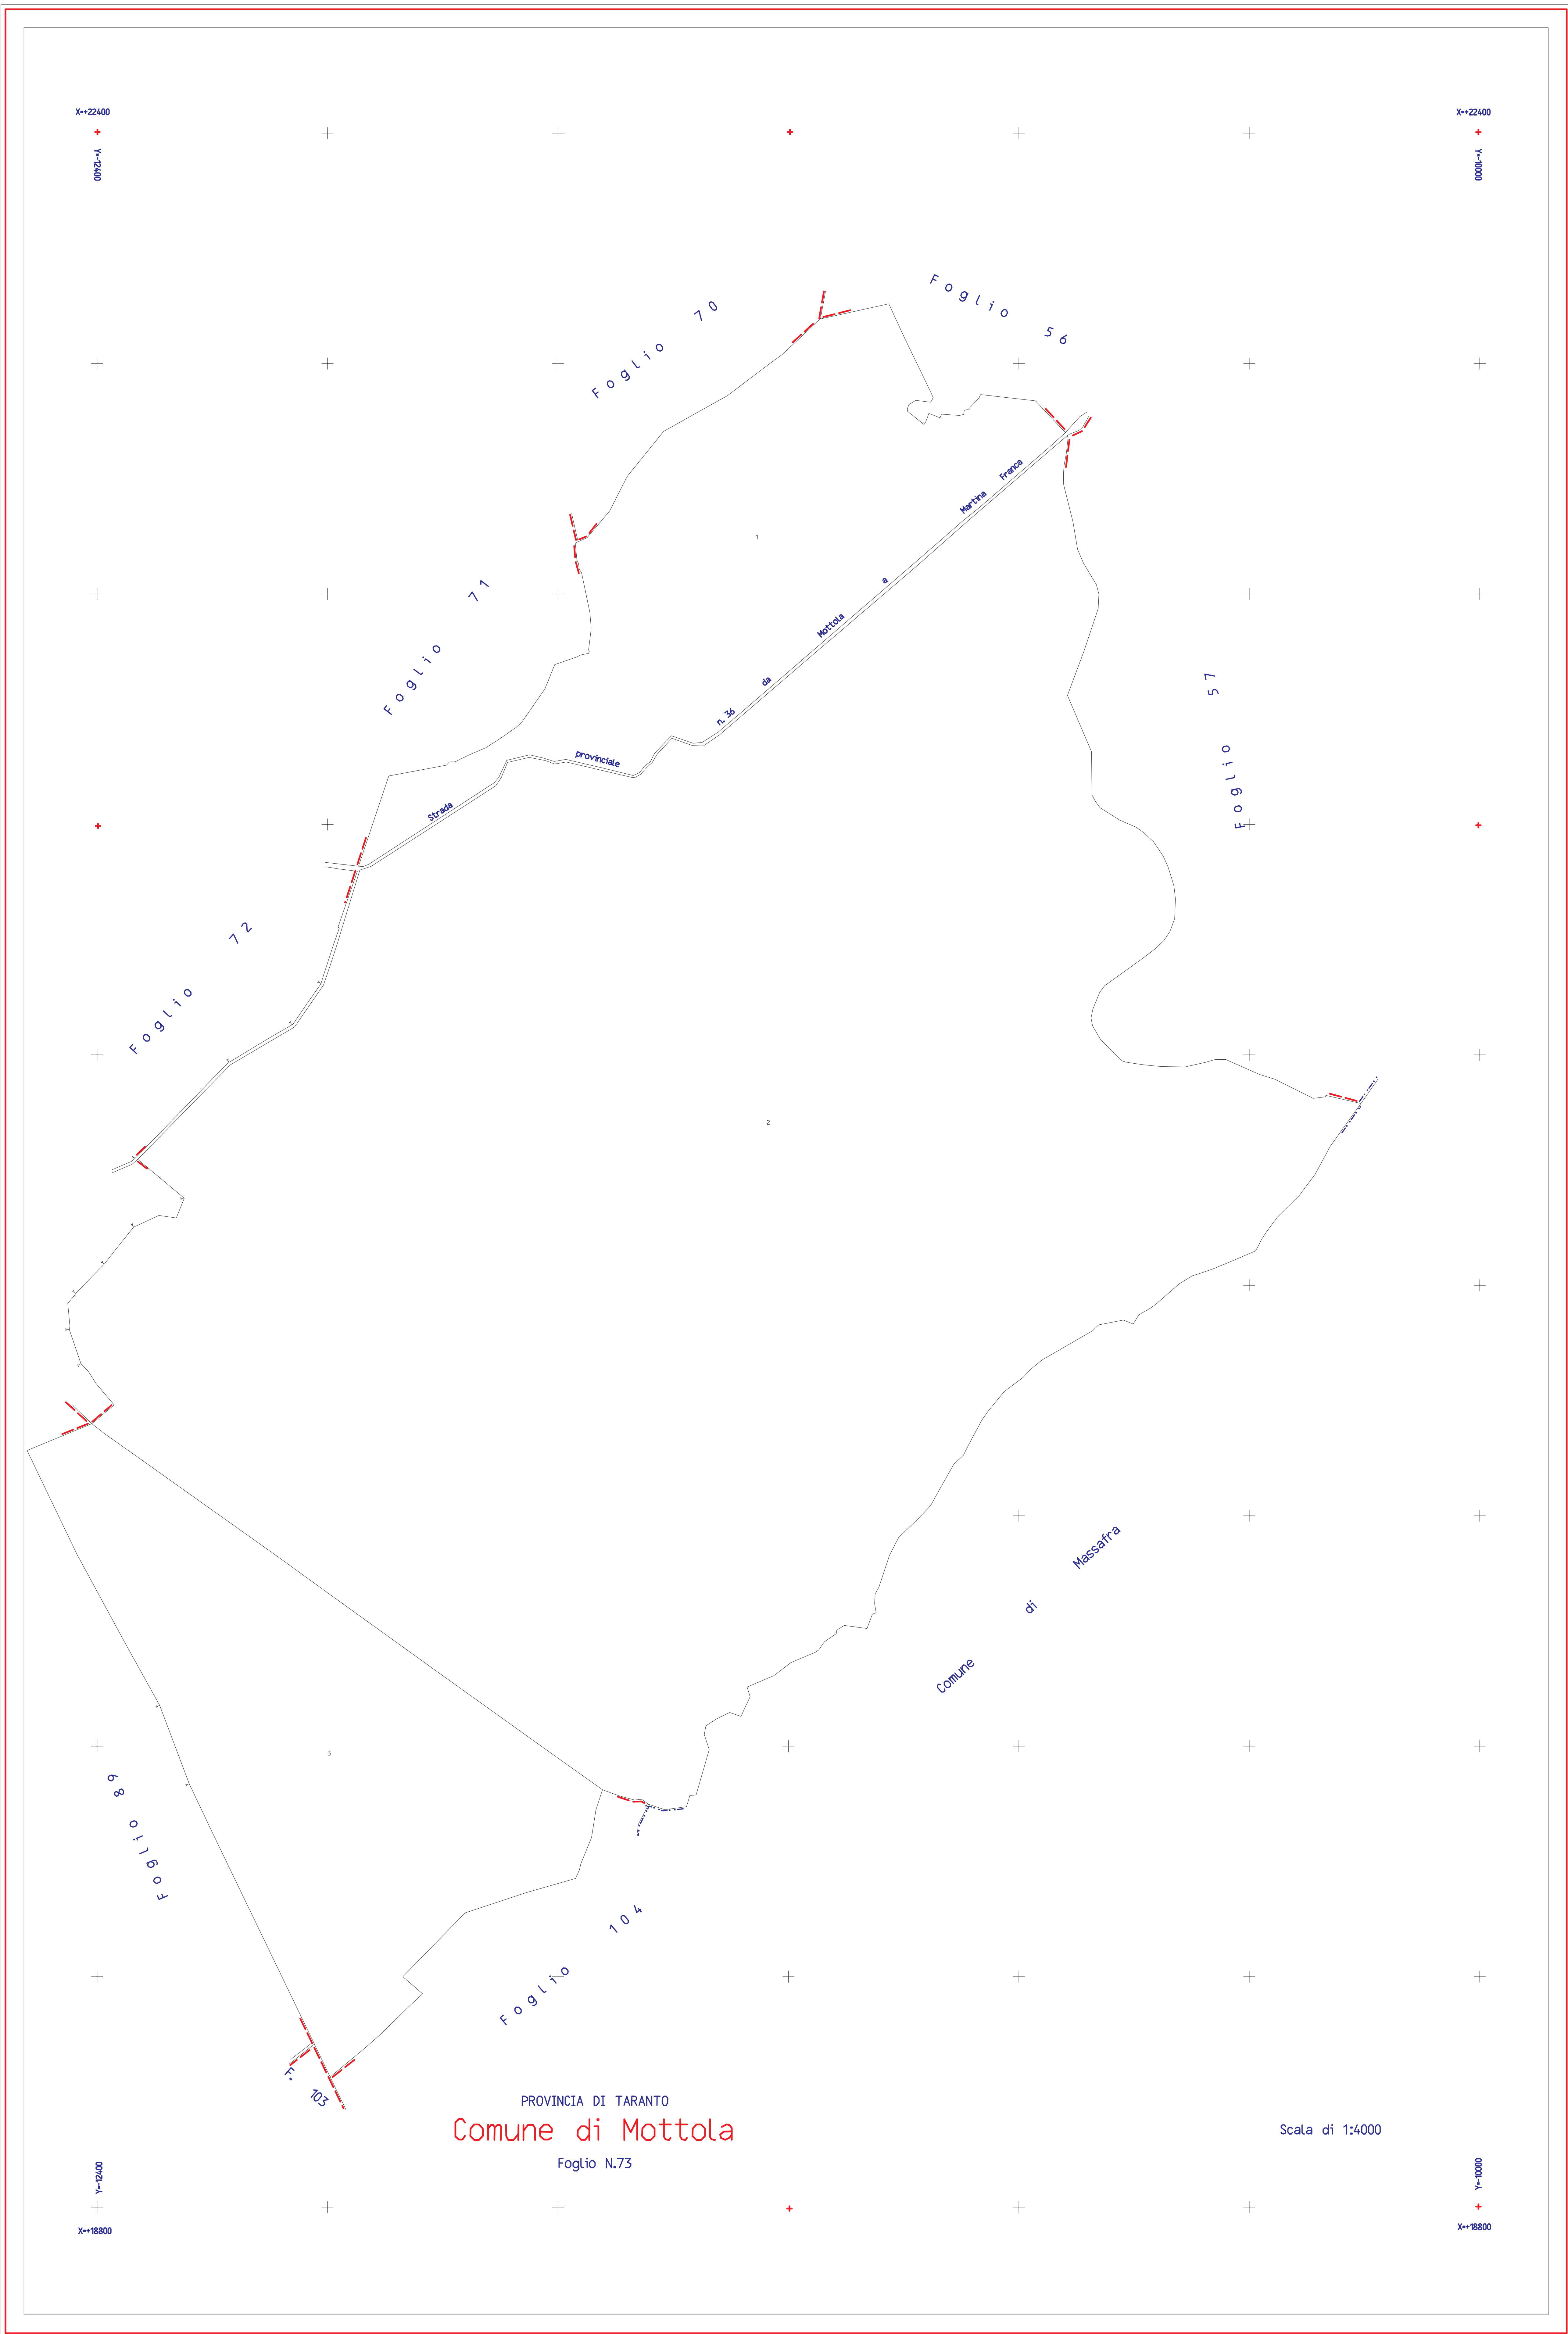 X=+22400
X=+22400
Y=-12400
Y=-10000
Foglio 56
Foglio 70
Foglio 71
Foglio 57
Foglio 72
Strada provinciale n. 36 da Mottola a Martina Franca
1
2
3
Comune di Massafra
Foglio 89
Foglio 104
F. 103
PROVINCIA DI TARANTO
Comune di Mottola
Foglio N.73
Scala di 1:4000
Y=-12400
Y=-10000
X=+18800
X=+18800